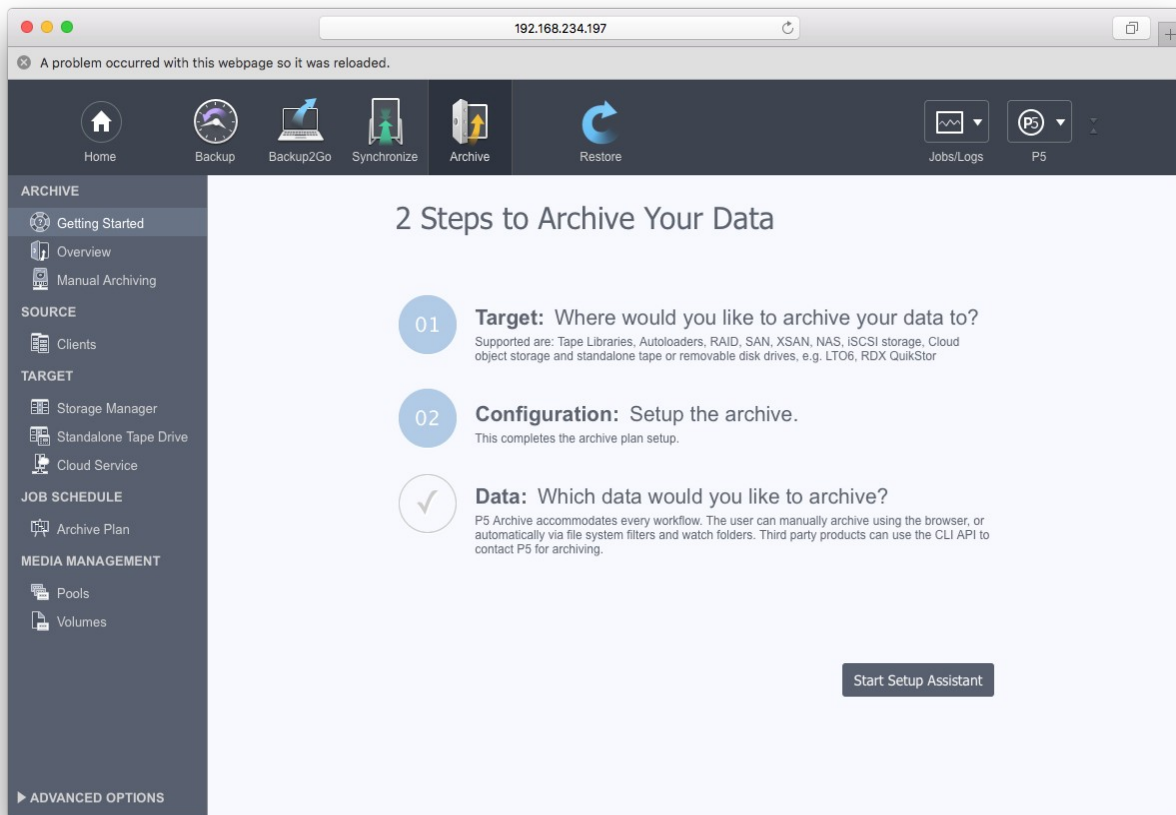 192.168.234.197
A problem occurred with this webpage so it was reloaded.
Home
Backup
Backup2Go
Synchronize
Archive
Restore
Jobs/Logs
P5
P5
ARCHIVE
Getting Started
Overview
Manual Archiving
SOURCE
Clients
TARGET
Storage Manager
Standalone Tape Drive
Cloud Service
JOB SCHEDULE
Archive Plan
MEDIA MANAGEMENT
Pools
Volumes
ADVANCED OPTIONS
2 Steps to Archive Your Data
01
Target: Where would you like to archive your data to?
Supported are: Tape Libraries, Autoloaders, RAID, SAN, XSAN, NAS, iSCSI storage, Cloud
object storage and standalone tape or removable disk drives, e.g. LTO6, RDX QuikStor
02
Configuration: Setup the archive.
This completes the archive plan setup.
Data: Which data would you like to archive?
P5 Archive accommodates every workflow. The user can manually archive using the browser, or
automatically via file system filters and watch folders. Third party products can use the CLI API to
contact P5 for archiving.
Start Setup Assistant